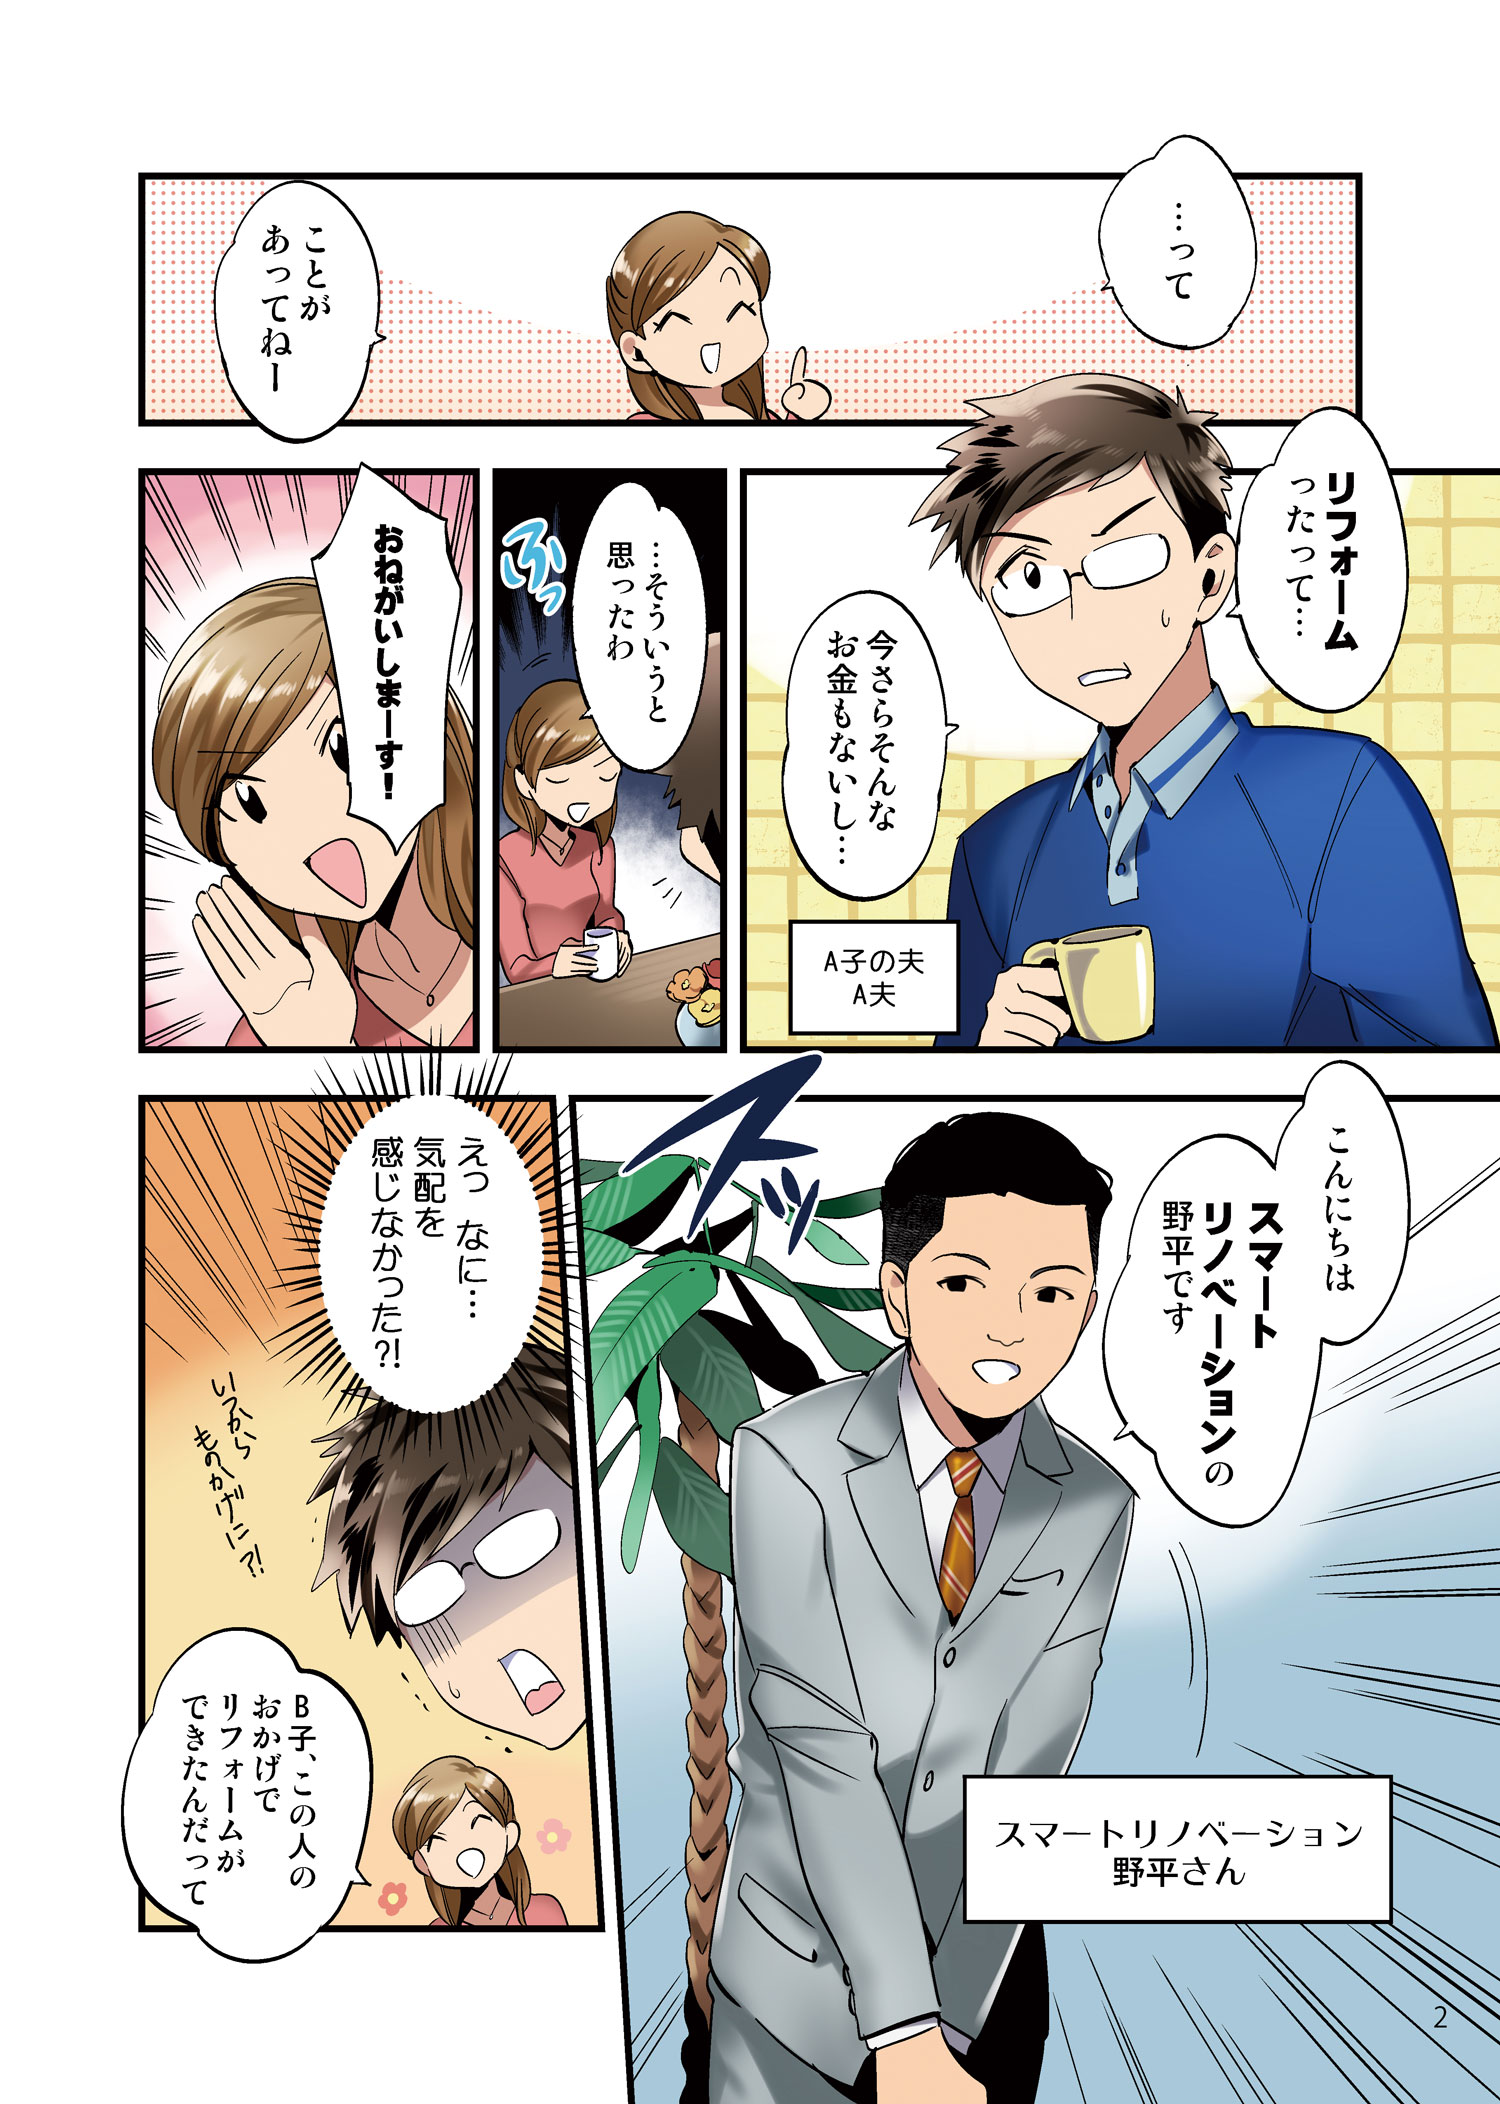 …って
ことが
あってねー
リフォーム
ったって…
今さらそんな
お金もないし…
A子の夫
A夫
…そういうと
思ったわ
ふっ
おねがいしまーす！
こんにちは
スマート
リノベーションの
野平です
スッ
スマートリノベーション
野平さん
えっ なに…
気配を
感じなかった?!
いつから
ものかげに?!
B子、この人の
おかげで
リフォームが
できたんだって
2